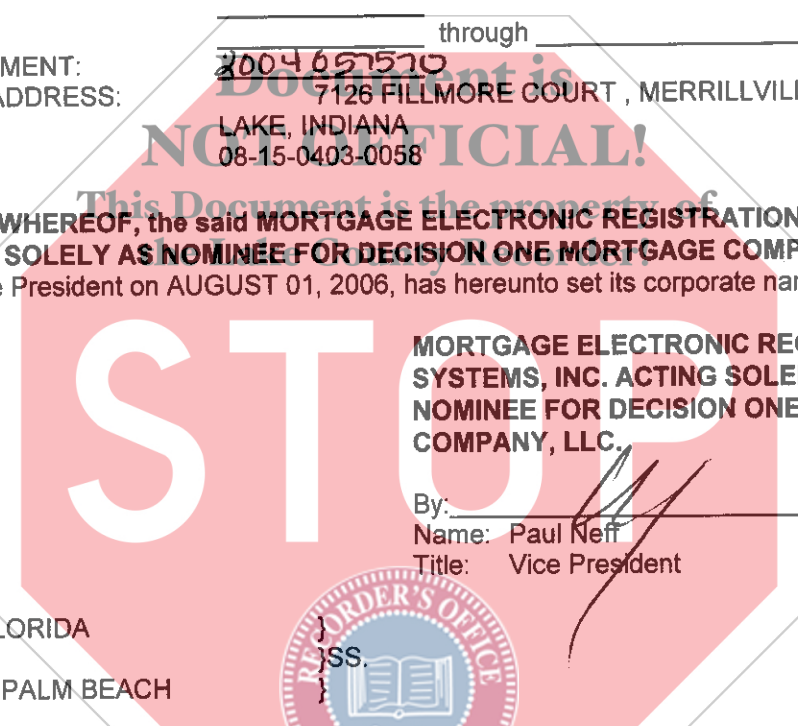 through
MENT: 2004 057570
ADDRESS: 7126 FILLMORE COURT , MERRILLVILL
LAKE, INDIANA
08-15-0403-0058
Document is
NOT OFFICIAL!
This Document is the property of
the Lake County Recorder!
WHEREOF, the said MORTGAGE ELECTRONIC REGISTRATION
SOLELY AS NOMINEE FOR DECISION ONE MORTGAGE COMP
e President on AUGUST 01, 2006, has hereunto set its corporate nar
STOP
MORTGAGE ELECTRONIC REG
SYSTEMS, INC. ACTING SOLE
NOMINEE FOR DECISION ONE
COMPANY, LLC.
By:
Name: Paul Neff
Title: Vice President
RECORDER'S OFFICE
LORIDA }
}SS.
PALM BEACH }